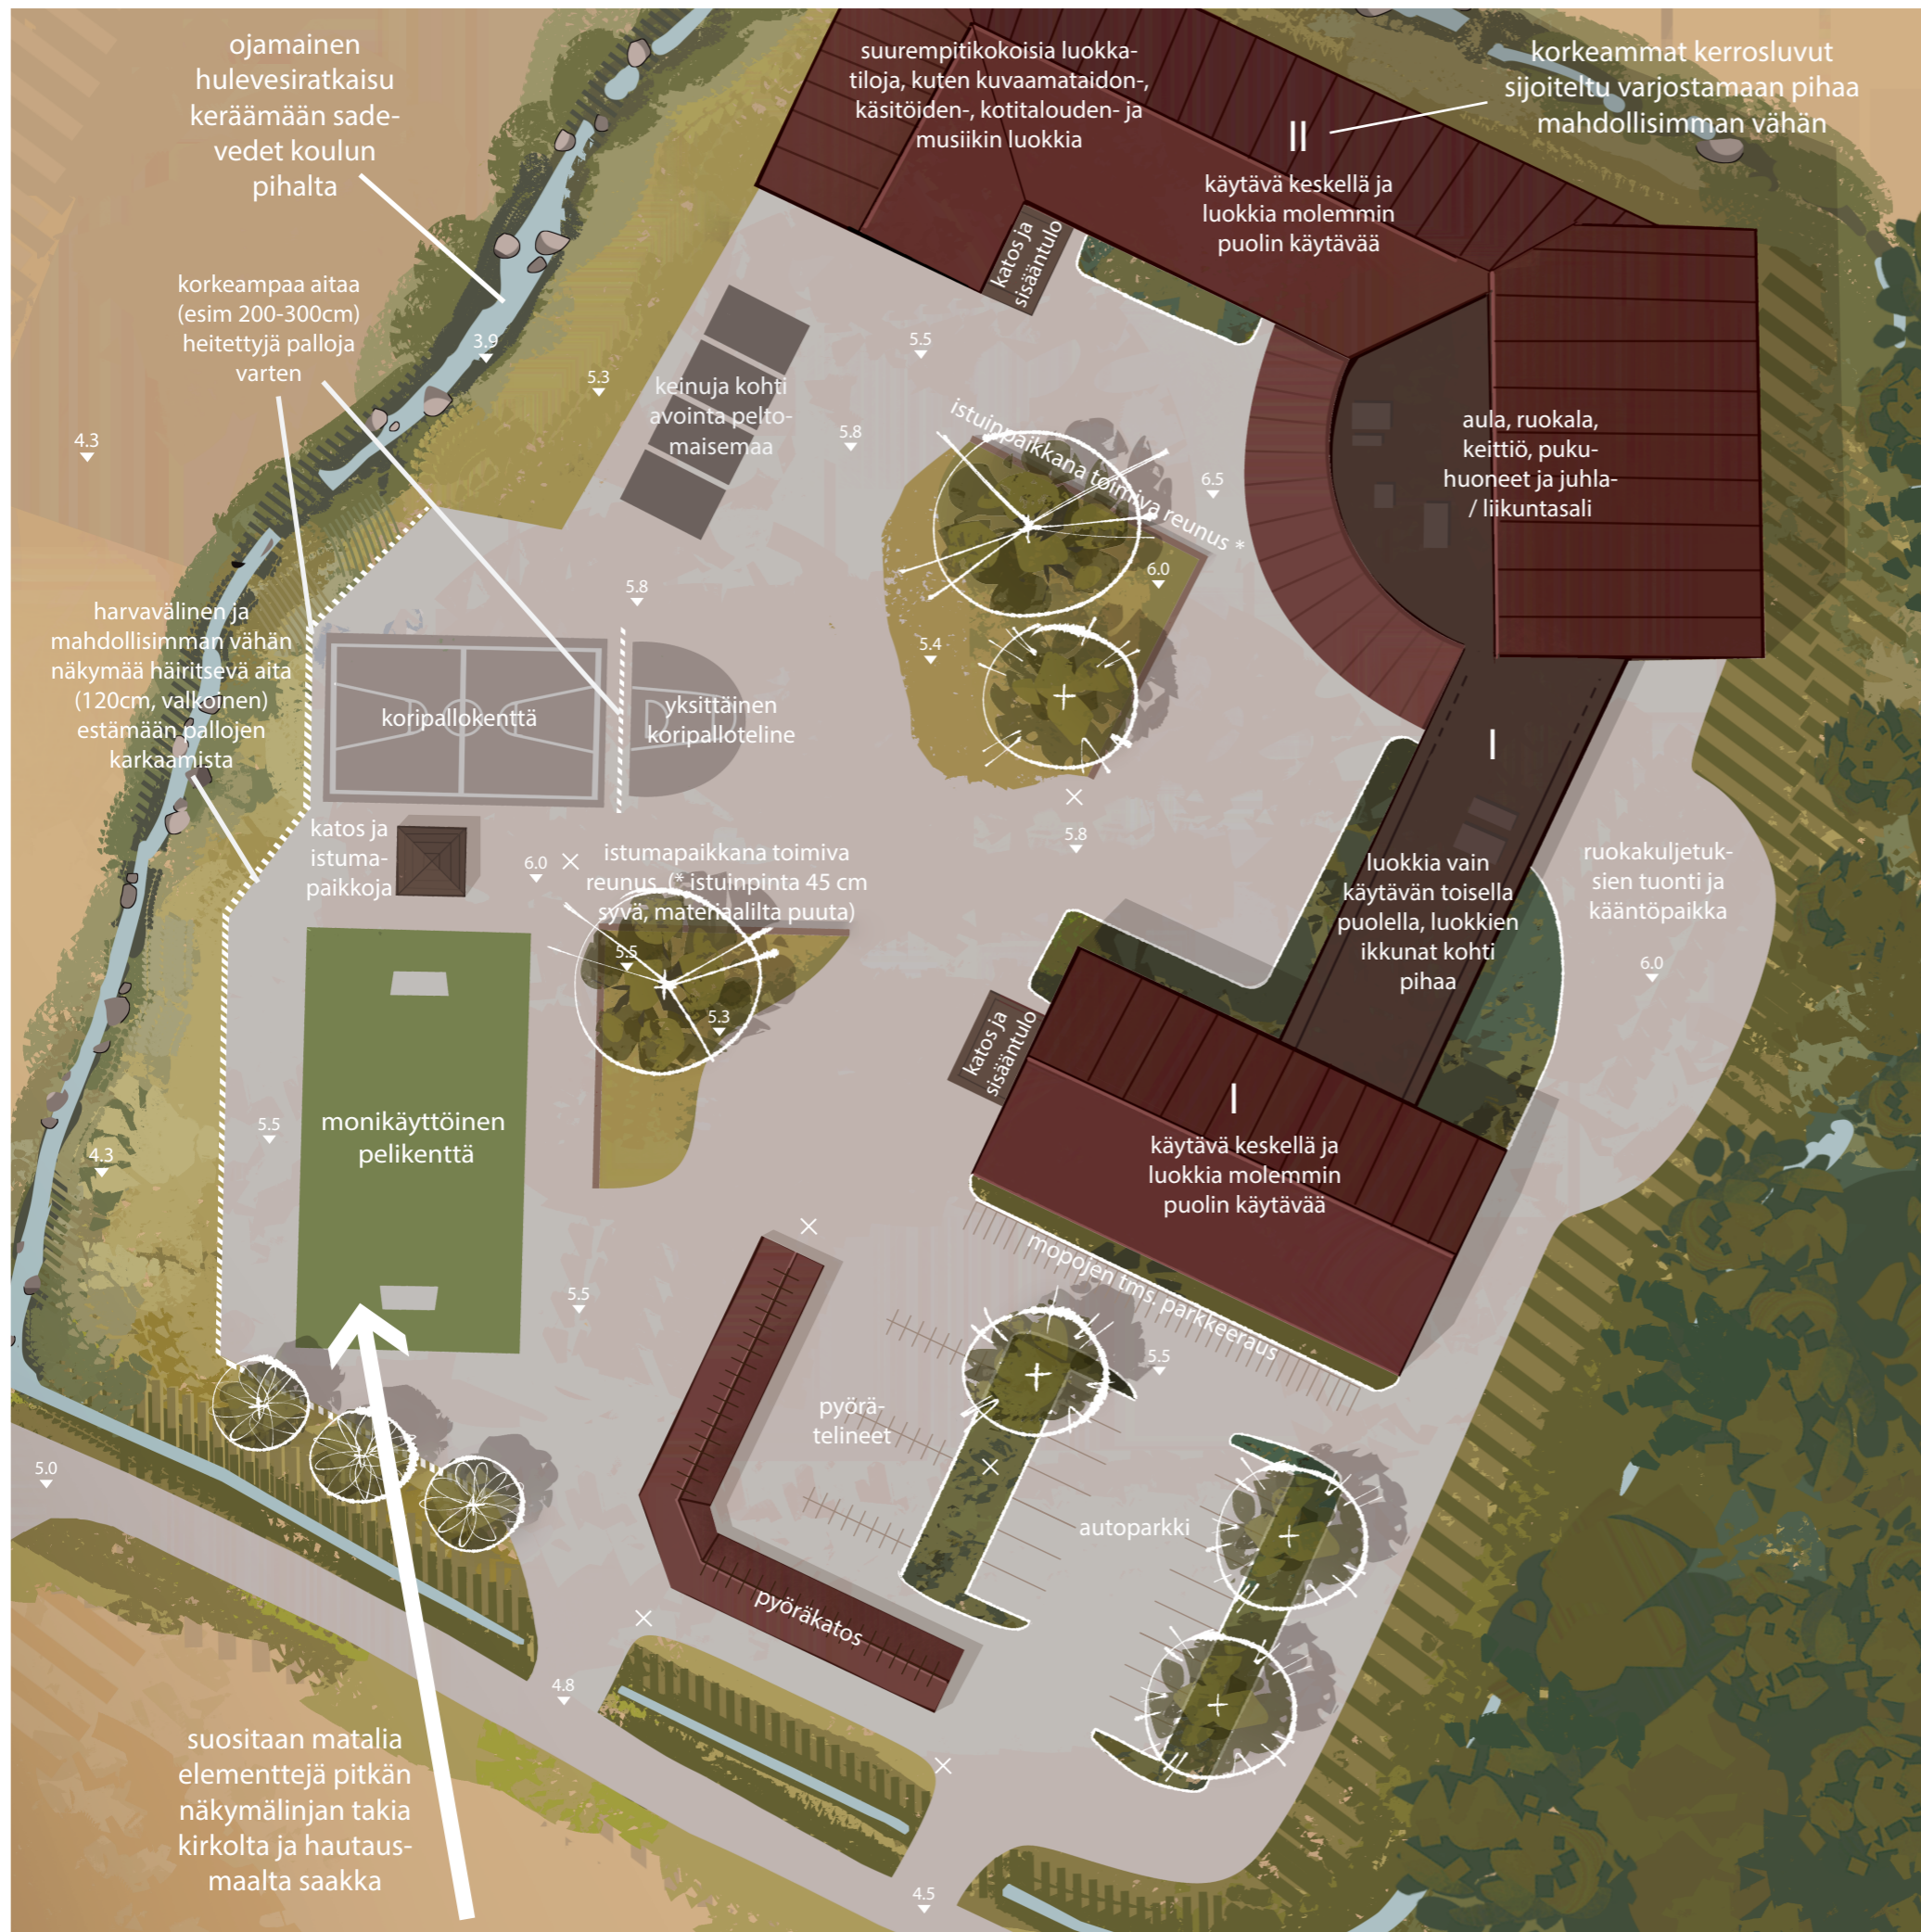 ojamainen
hulevesiratkaisu
keräämään sade-
vedet koulun
pihalta
suurempitikokoisia luokka-
tiloja, kuten kuvaamataidon-,
käsitöiden-, kotitalouden- ja
musiikin luokkia
korkeammat kerrosluvut
sijoiteltu varjostamaan pihaa
mahdollisimman vähän
II
käytävä keskellä ja
luokkia molemmin
puolin käytävää
katos ja
sisääntulo
korkeampaa aitaa
(esim 200-300cm)
heitettyjä palloja
varten
3.9
5.3
5.5
4.3
keinuja kohti
avointa pelto-
maisemaa
5.8
istuinpaikkana toimiva reunus *
6.5
aula, ruokala,
keittiö, puku-
huoneet ja juhla-
/ liikuntasali
6.0
5.8
5.4
harvavälinen ja
mahdollisimman vähän
näkymää häiritsevä aita
(120cm, valkoinen)
estämään pallojen
karkaamista
koripallokenttä
yksittäinen
koripalloteline
I
5.8
katos ja
istuma-
paikkoja
6.0
istumapaikkana toimiva
reunus (* istuinpinta 45 cm
syvä, materiaalilta puuta)
5.5
5.3
luokkia vain
käytävän toisella
puolella, luokkien
ikkunat kohti
pihaa
ruokakuljetuk-
sien tuonti ja
kääntöpaikka
6.0
katos ja
sisääntulo
I
käytävä keskellä ja
luokkia molemmin
puolin käytävää
monikäyttöinen
pelikenttä
5.5
4.3
5.5
mopojen tms. parkkeeraus
5.5
pyörä-
telineet
autoparkki
pyöräkatos
5.0
4.8
4.5
suositaan matalia
elementtejä pitkän
näkymälinjan takia
kirkolta ja hautaus-
maalta saakka